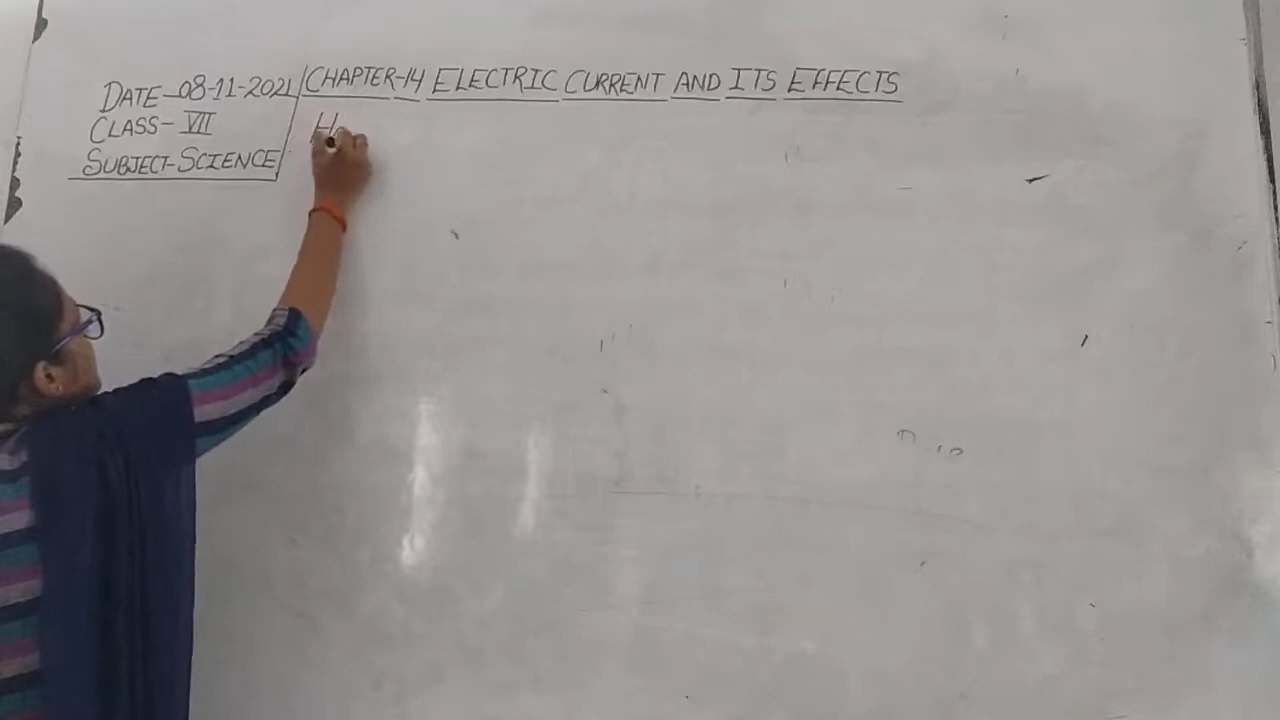 DATE-08-11-2021
CHAPTER-14 ELECTRIC CURRENT AND ITS EFFECTS
CLASS-VII
SUBJECT-SCIENCE